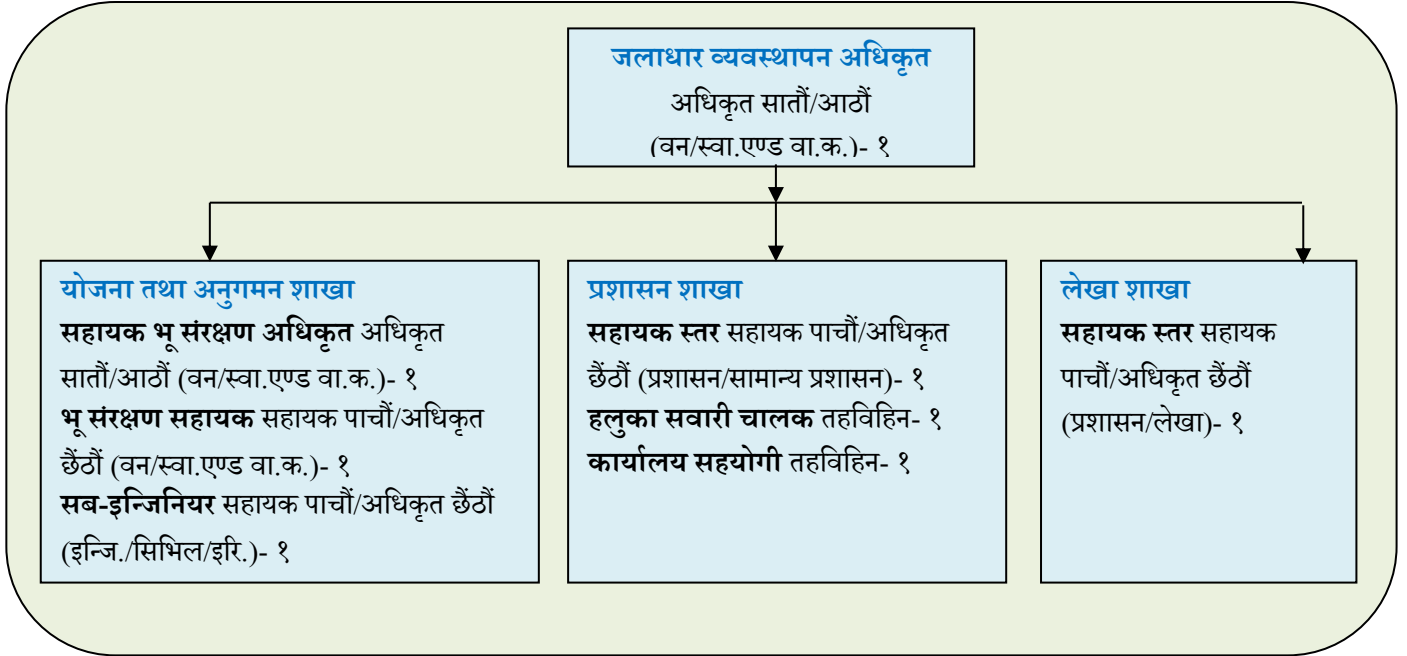 जलाधार व्यवस्थापन अधिकृत
अधिकृत सातौं/आठौं
(वन/स्वा.एण्ड वा.क.)- १
योजना तथा अनुगमन शाखा
सहायक भू संरक्षण अधिकृत अधिकृत
सातौं/आठौं (वन/स्वा.एण्ड वा.क.)- १
भू संरक्षण सहायक सहायक पाचौं/अधिकृत
छैंठौं (वन/स्वा.एण्ड वा.क.)- १
सब-इन्जिनियर सहायक पाचौं/अधिकृत छैंठौं
(इन्जि./सिभिल/इरि.)- १
प्रशासन शाखा
सहायक स्तर सहायक पाचौं/अधिकृत
छैंठौं (प्रशासन/सामान्य प्रशासन)- १
हलुका सवारी चालक तहविहिन- १
कार्यालय सहयोगी तहविहिन- १
लेखा शाखा
सहायक स्तर सहायक
पाचौं/अधिकृत छैंठौं
(प्रशासन/लेखा)- १